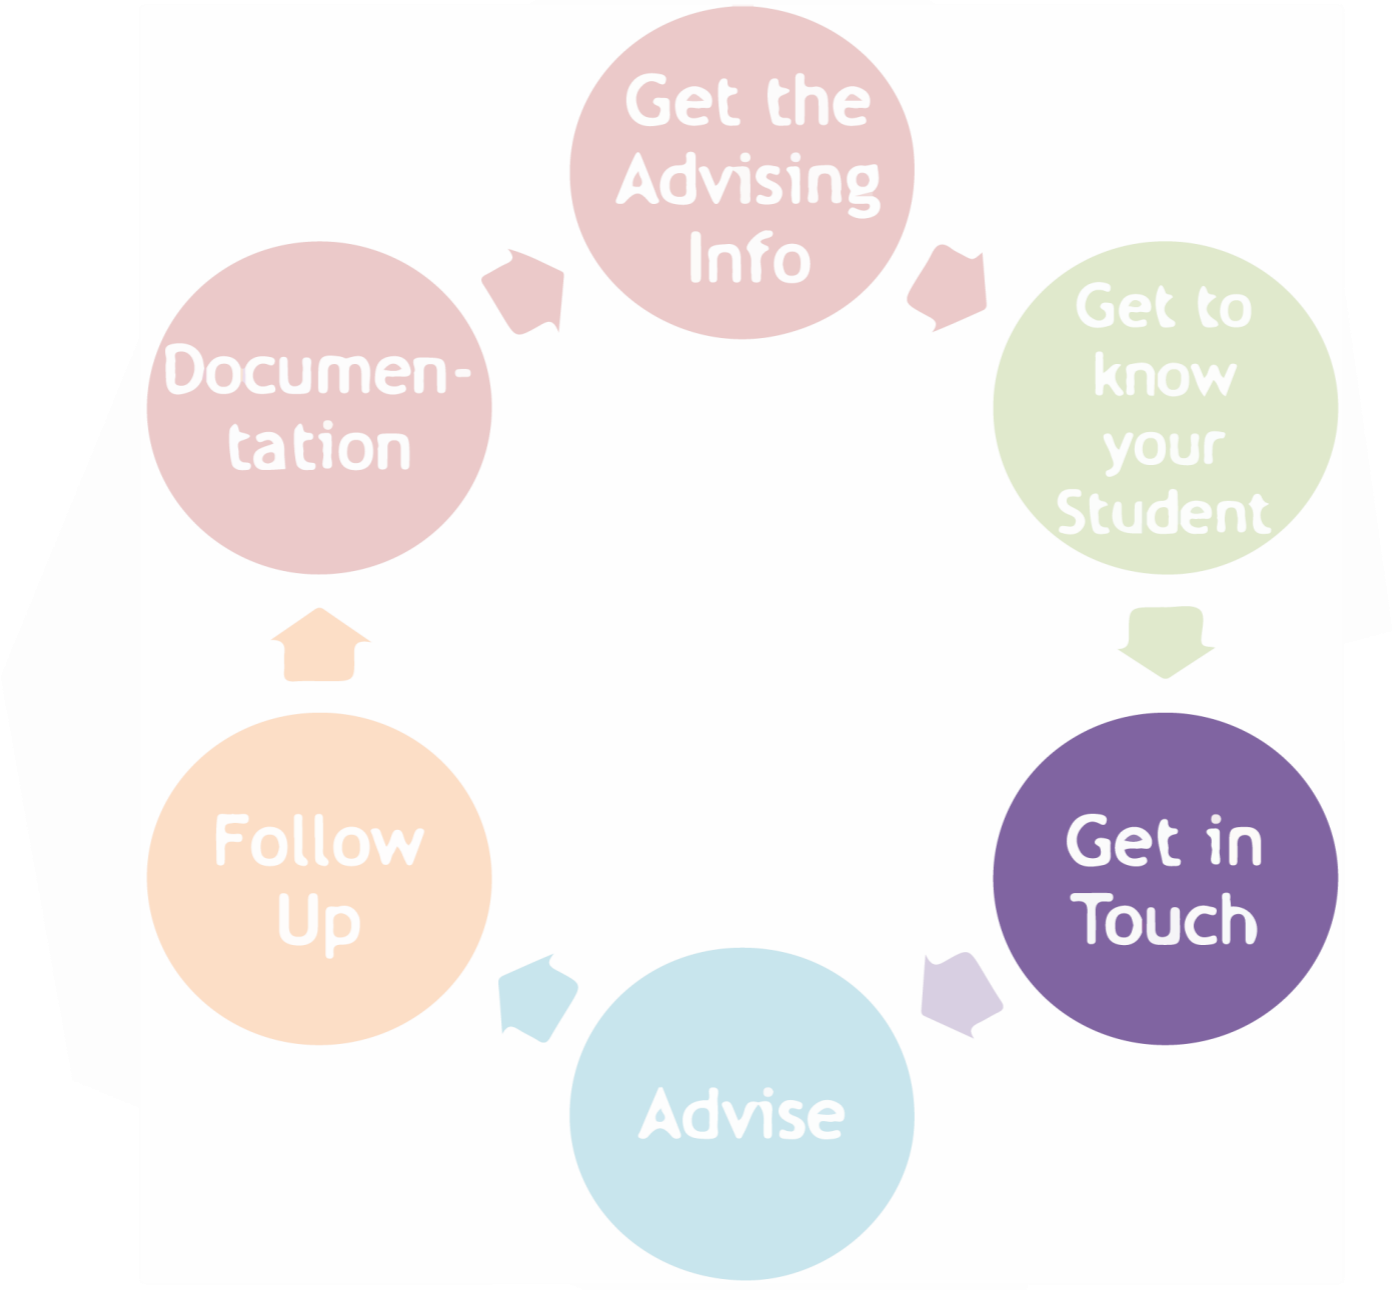 Get the
Advising
Info
Get to
know
your
Student
Get in
Touch
Advise
Follow
Up
Documen-
tation